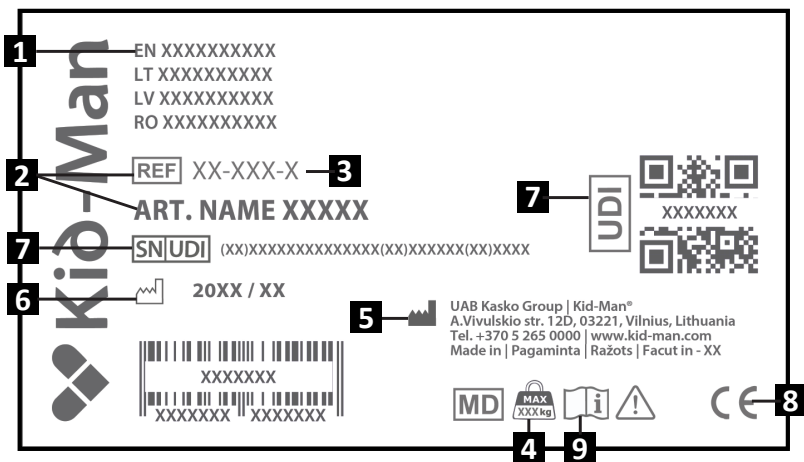 Kid-Man
1
EN XXXXXXXXXX
LT XXXXXXXXXX
LV XXXXXXXXXX
RO XXXXXXXXXX
2
REF XX-XXX-X
3
ART. NAME XXXXX
7
SN UDI (XX)XXXXXXXXXXXXXX(XX)XXXXXX(XX)XXXX
6
20XX / XX
XXXXXXX
XXXXXXX XXXXXXX
7
UDI
XXXXXXX
5
UAB Kasko Group | Kid-Man®
A.Vivulskio str. 12D, 03221, Vilnius, Lithuania
Tel. +370 5 265 0000 | www.kid-man.com
Made in | Pagaminta | Ražots | Facut in - XX
MD
MAX
XXX kg
i
!
CE
8
4
9